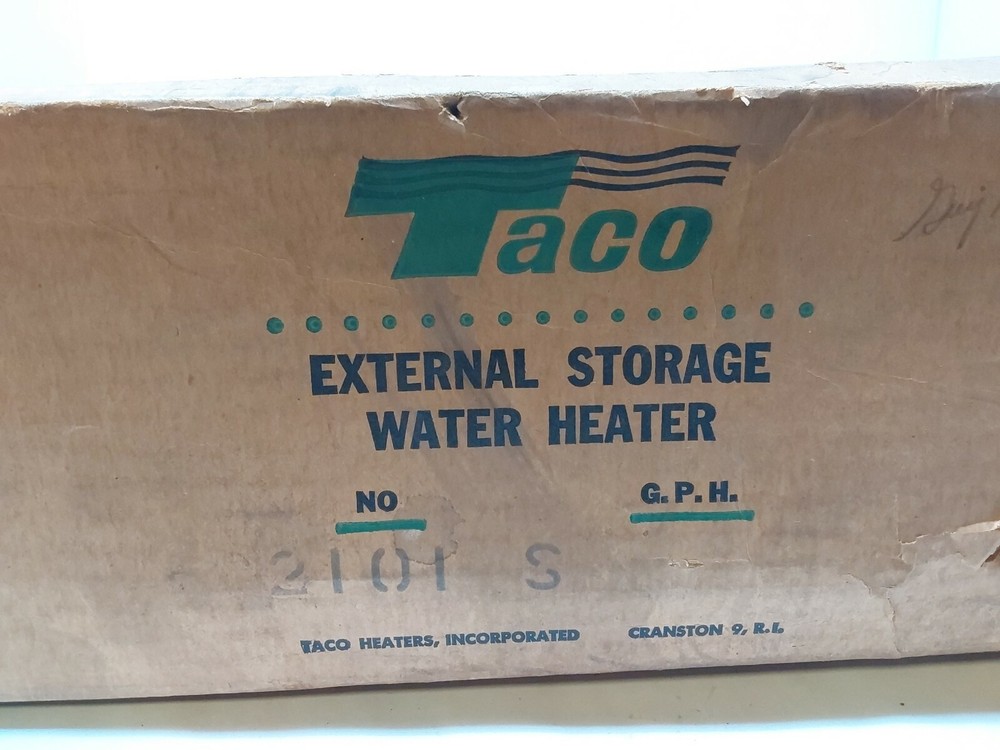 Taco
EXTERNAL STORAGE
WATER HEATER
NO G.P.H.
2101 S
TACO HEATERS, INCORPORATED CRANSTON 9, R.I.